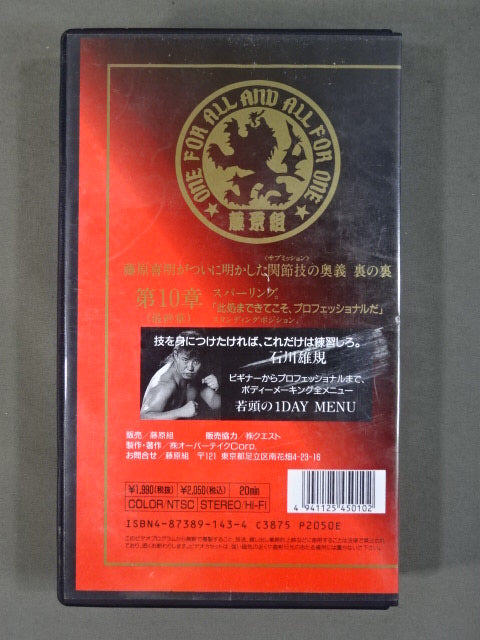 ONE FOR ALL AND ALL FOR ONE
藤原組
〈サブミッション〉
藤原喜明がついに明かした関節技の奥義 裏の裏
第10章 スパーリング。
「此処まできてこそ、プロフェッショナルだ」
〈最終章〉 スタンディングポジション。
技を身につけたければ、これだけは練習しろ。
石川雄規
ビギナーからプロフェッショナルまで、
ボディーメーキング全メニュー
若頭の1DAY MENU
販売/藤原組 販売協力/㈱クエスト
製作・著作/㈱オーバーテイクCorp.
お問合せ/藤原組 〒121 東京都足立区南花畑4-23-16
¥1,990(税抜) ¥2,050(税込) 20min
COLOR/NTSC STEREO/HI-FI
4 941125 450102
ISBN4-87389-143-4 C3875 P2050E